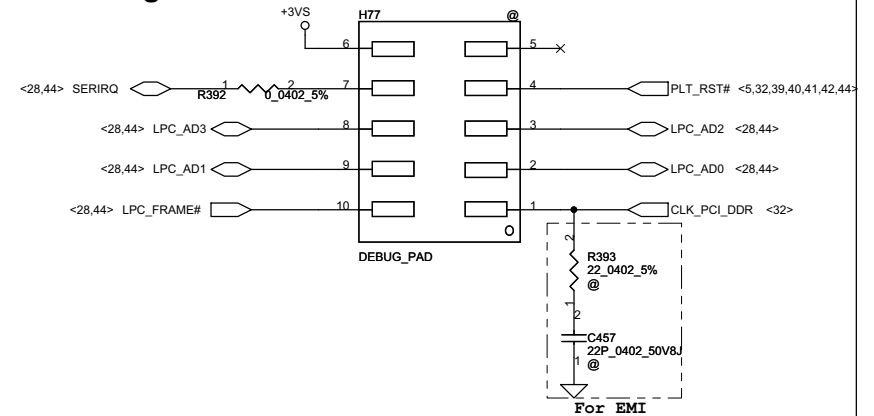 +3VS
H77 @
6 5
<28,44> SERIRQ 1 2 7 4 PLT_RST# <5,32,39,40,41,42,44>
R392 0_0402_5%
<28,44> LPC_AD3 8 3 LPC_AD2 <28,44>
<28,44> LPC_AD1 9 2 LPC_AD0 <28,44>
<28,44> LPC_FRAME# 10 1 CLK_PCI_DDR <32>
O
DEBUG_PAD
2
R393
22_0402_5%
@
1
2
C457
22P_0402_50V8J
1
@
For EMI